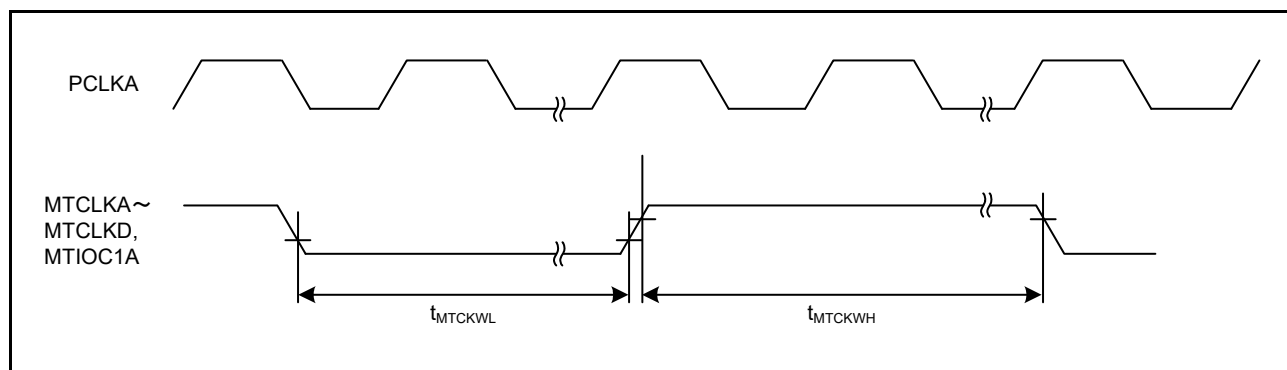 PCLKA
MTCLKA～
MTCLKD,
MTIOC1A
tMTCKWL
tMTCKWH